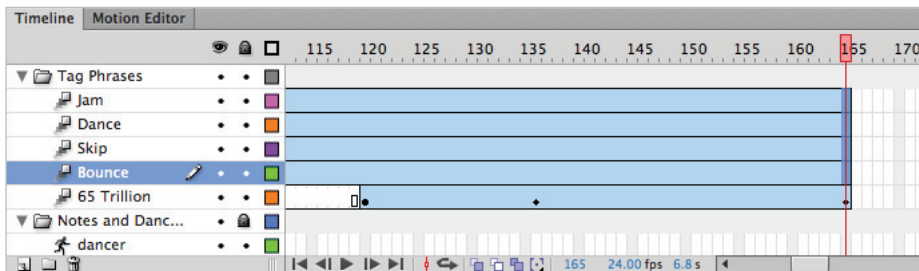 Timeline Motion Editor
115 120 125 130 135 140 145 150 155 160 165 170
Tag Phrases
Jam
Dance
Skip
Bounce
65 Trillion
Notes and Danc...
dancer
165 24.00 fps 6.8 s